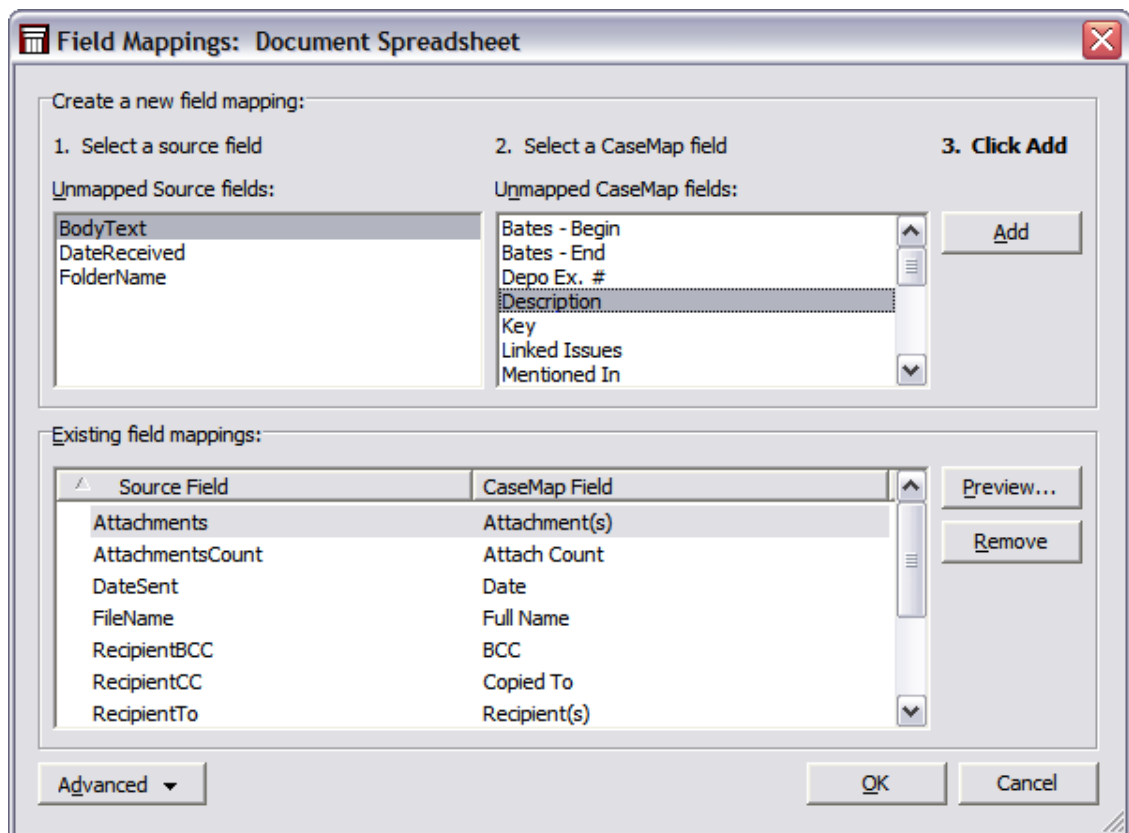 Field Mappings: Document Spreadsheet
Create a new field mapping:
1. Select a source field
2. Select a CaseMap field
3. Click Add
Unmapped Source fields:
Unmapped CaseMap fields:
BodyText
DateReceived
FolderName
Bates - Begin
Bates - End
Depo Ex. #
Description
Key
Linked Issues
Mentioned In
Add
Existing field mappings:
Source Field CaseMap Field
Attachments Attachment(s)
AttachmentsCount Attach Count
DateSent Date
FileName Full Name
RecipientBCC BCC
RecipientCC Copied To
RecipientTo Recipient(s)
Preview...
Remove
Advanced
OK
Cancel